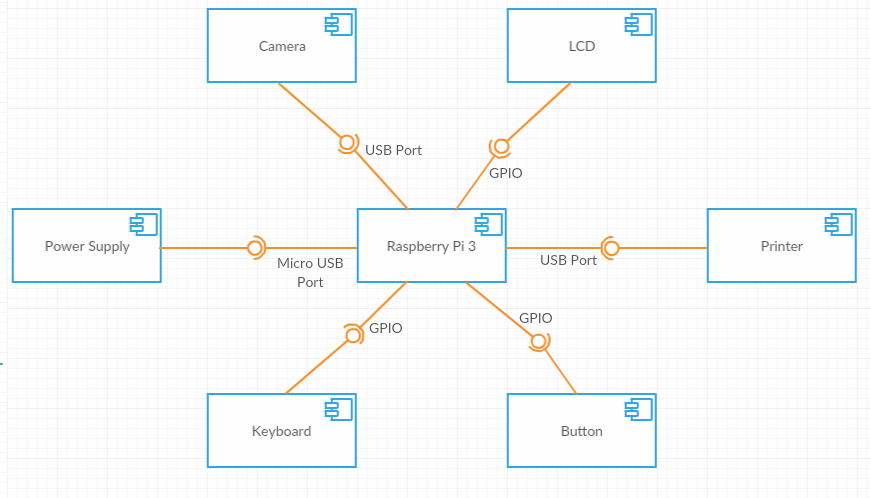 Camera
LCD
USB Port
GPIO
Power Supply
Raspberry Pi 3
Printer
Micro USB
Port
USB Port
GPIO
GPIO
Keyboard
Button